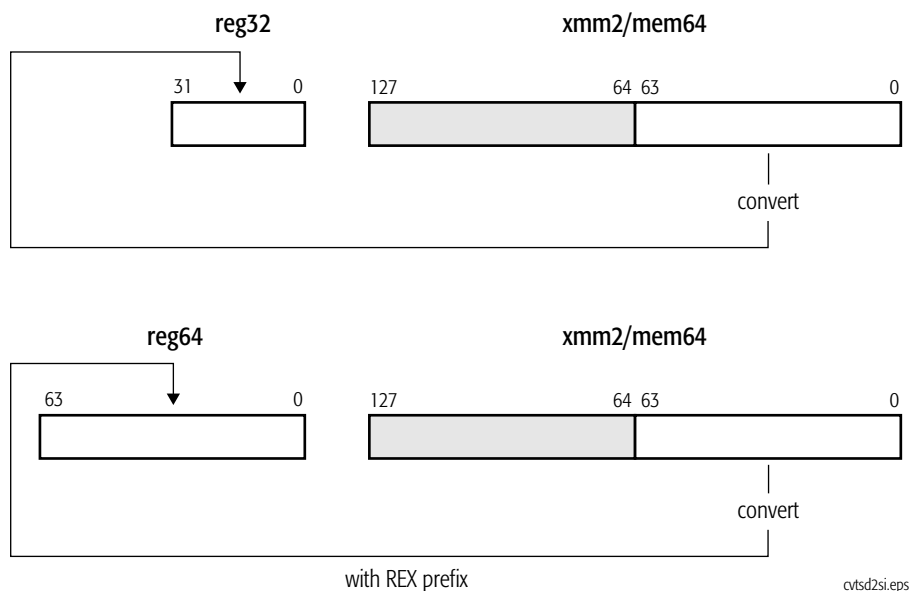 reg32 xmm2/mem64
31 0 127 64 63 0
convert
reg64 xmm2/mem64
63 0 127 64 63 0
convert
with REX prefix
cvtsd2si.eps